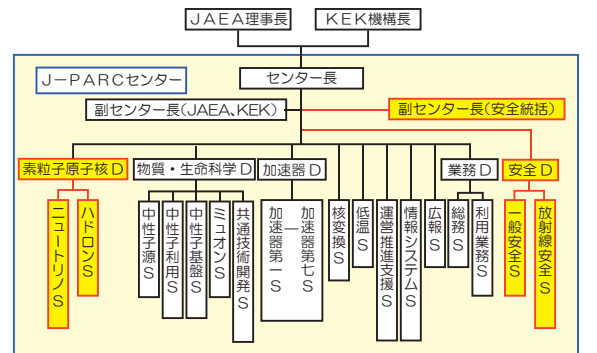 JAEA理事長
KEK機構長
J-PARCセンター
センター長
副センター長(JAEA、KEK)
副センター長(安全統括)
素粒子原子核D
物質・生命科学D
加速器D
業務D
安全D
ニュートリノS
ハドロンS
中性子源S
中性子利用S
中性子基盤S
ミュオンS
共通技術開発S
加速器第一S
|
加速器第七S
核変換S
低温S
運営推進支援S
情報システムS
広報S
総務S
利用業務S
一般安全S
放射線安全S